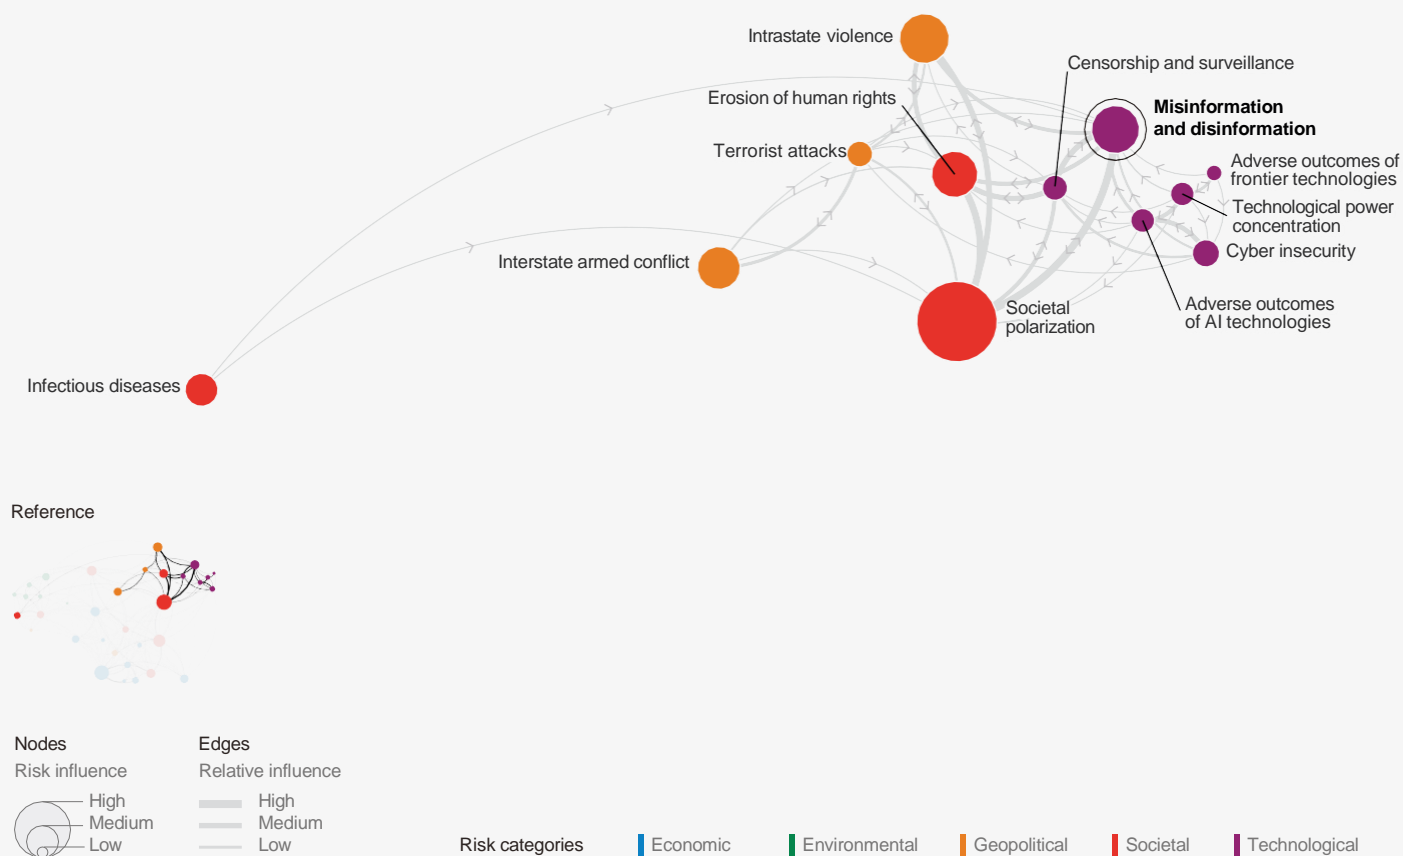 Intrastate violence
Censorship and surveillance
Erosion of human rights
Misinformation
and disinformation
Terrorist attacks
Adverse outcomes of
frontier technologies
Technological power
concentration
Cyber insecurity
Interstate armed conflict
Adverse outcomes
of AI technologies
Societal
polarization
Infectious diseases
Reference
Nodes
Risk influence
High
Medium
Low
Edges
Relative influence
High
Medium
Low
Risk categories
Economic
Environmental
Geopolitical
Societal
Technological